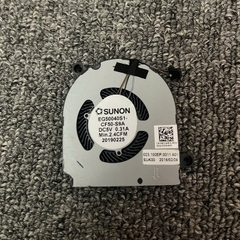 SUNON
EG50040S1-
CF50-S9A
DC5V 0.31A
Min.2.4CFM
20190225